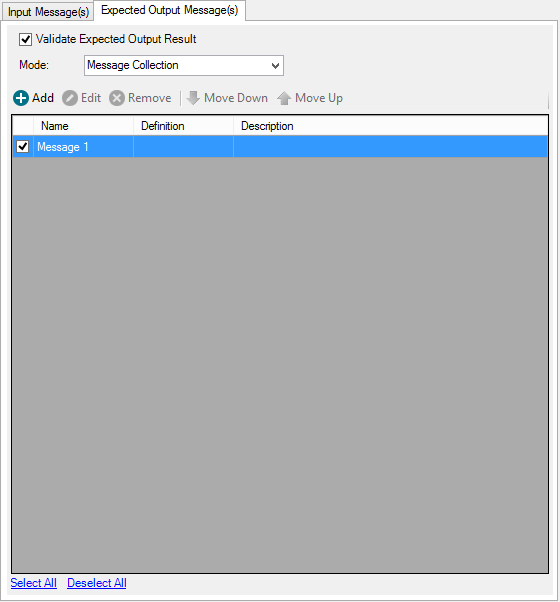 Input Message(s) Expected Output Message(s)
Validate Expected Output Result
Mode: Message Collection
Add Edit Remove Move Down Move Up
Name Definition Description
Message 1
Select All Deselect All